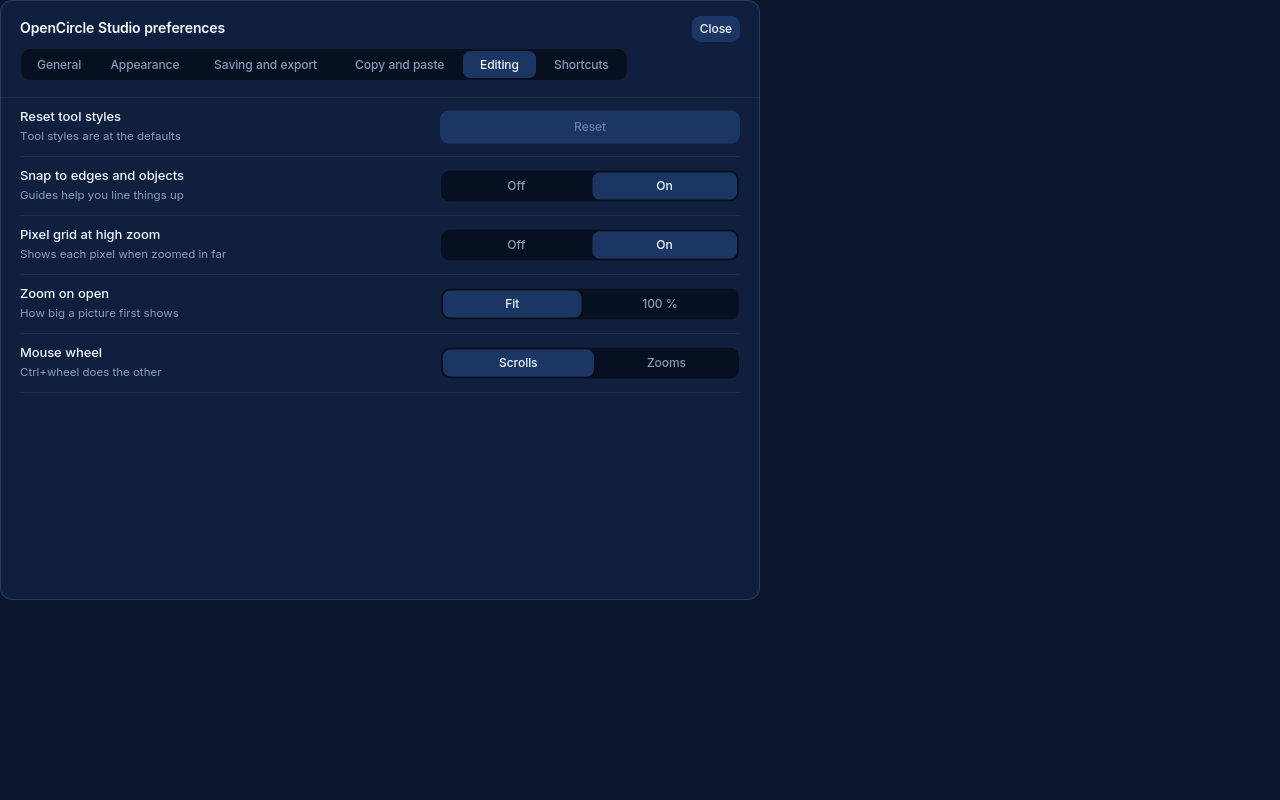 OpenCircle Studio preferences
Close
General Appearance Saving and export Copy and paste Editing Shortcuts
Reset tool styles
Tool styles are at the defaults
Reset
Snap to edges and objects
Guides help you line things up
Off On
Pixel grid at high zoom
Shows each pixel when zoomed in far
Off On
Zoom on open
How big a picture first shows
Fit 100 %
Mouse wheel
Ctrl+wheel does the other
Scrolls Zooms